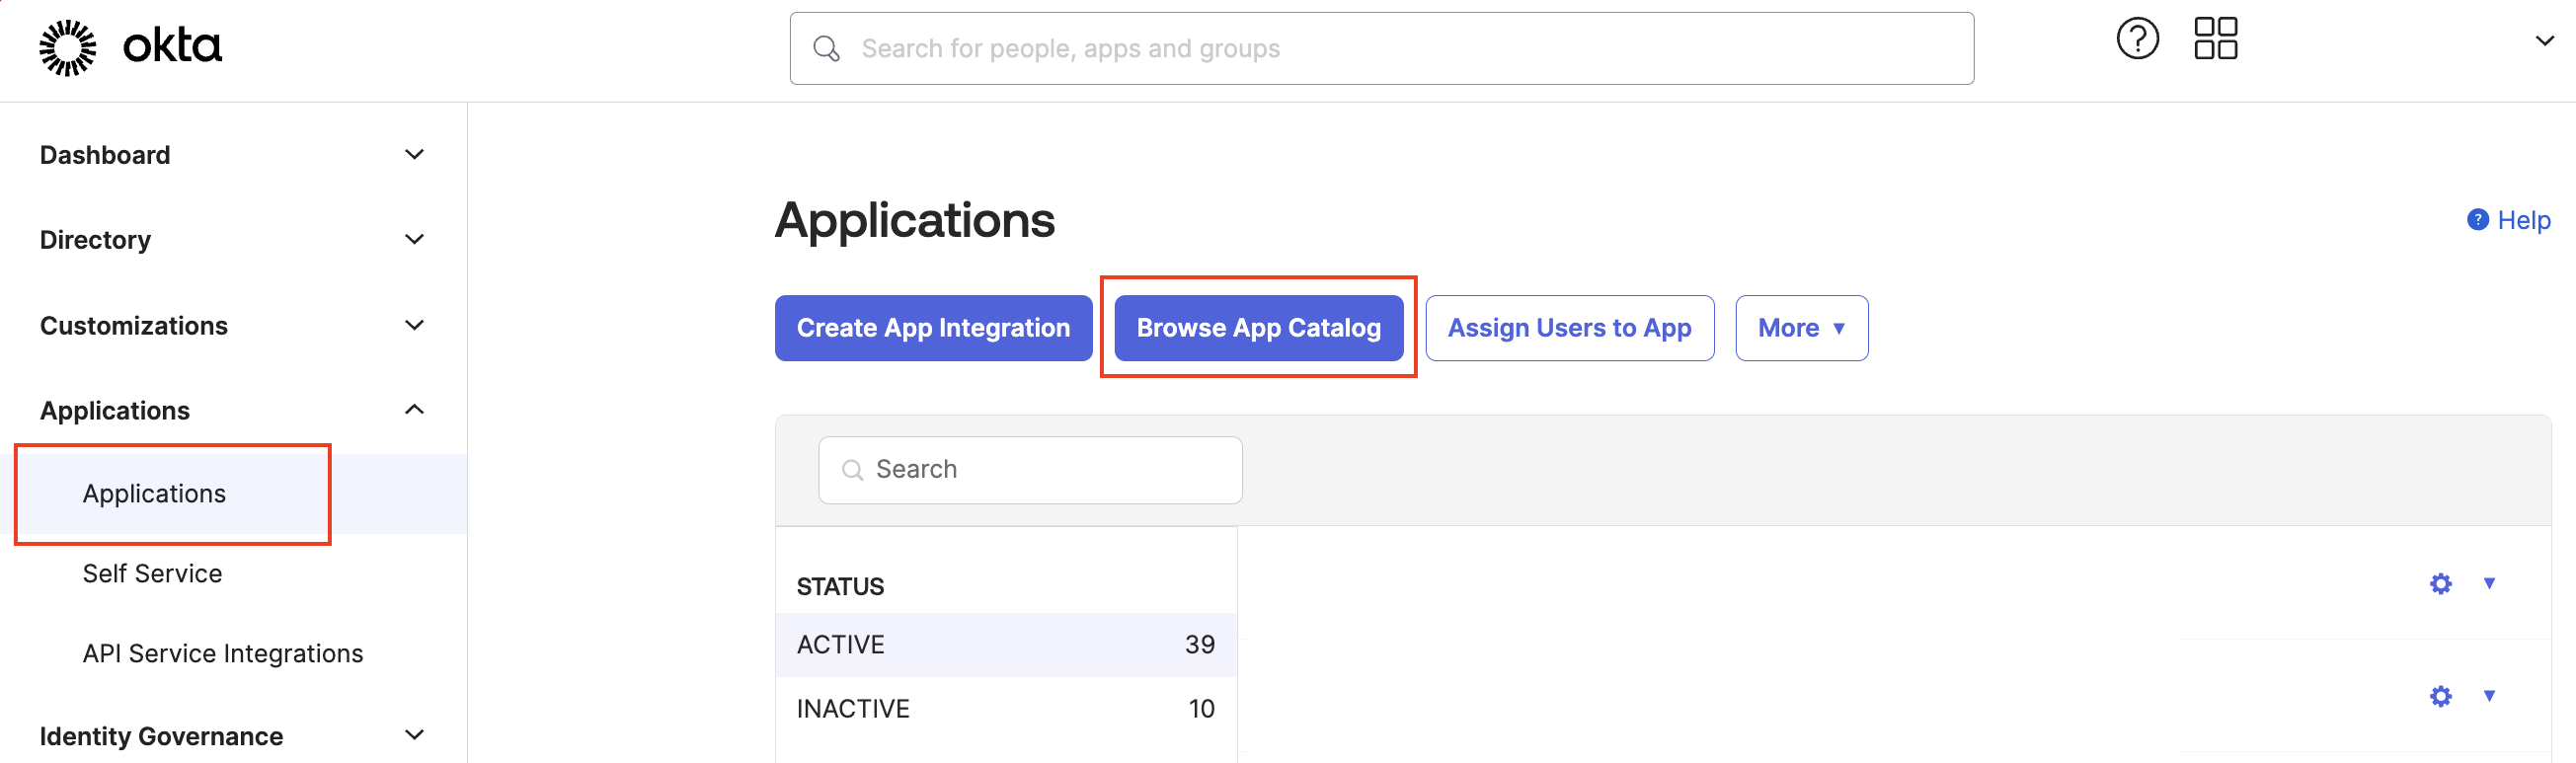 okta
Search for people, apps and groups
Dashboard
Directory
Customizations
Applications
Applications
Self Service
API Service Integrations
Identity Governance
Applications
Help
Create App Integration
Browse App Catalog
Assign Users to App
More
Search
STATUS
ACTIVE 39
INACTIVE 10